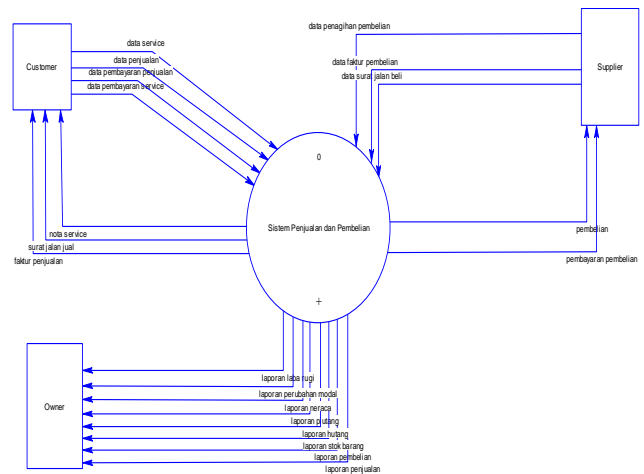 data penagihan pembelian
Customer
data service
data penjualan
data pembayaran penjualan
data pembayaran service
data faktur pembelian
data surat jalan beli
Supplier
0
Sistem Penjualan dan Pembelian
+
nota service
surat jalan jual
faktur penjualan
pembelian
pembayaran pembelian
Owner
laporan laba rugi
laporan perubahan modal
laporan neraca
laporan piutang
laporan hutang
laporan stok barang
laporan pembelian
laporan penjualan